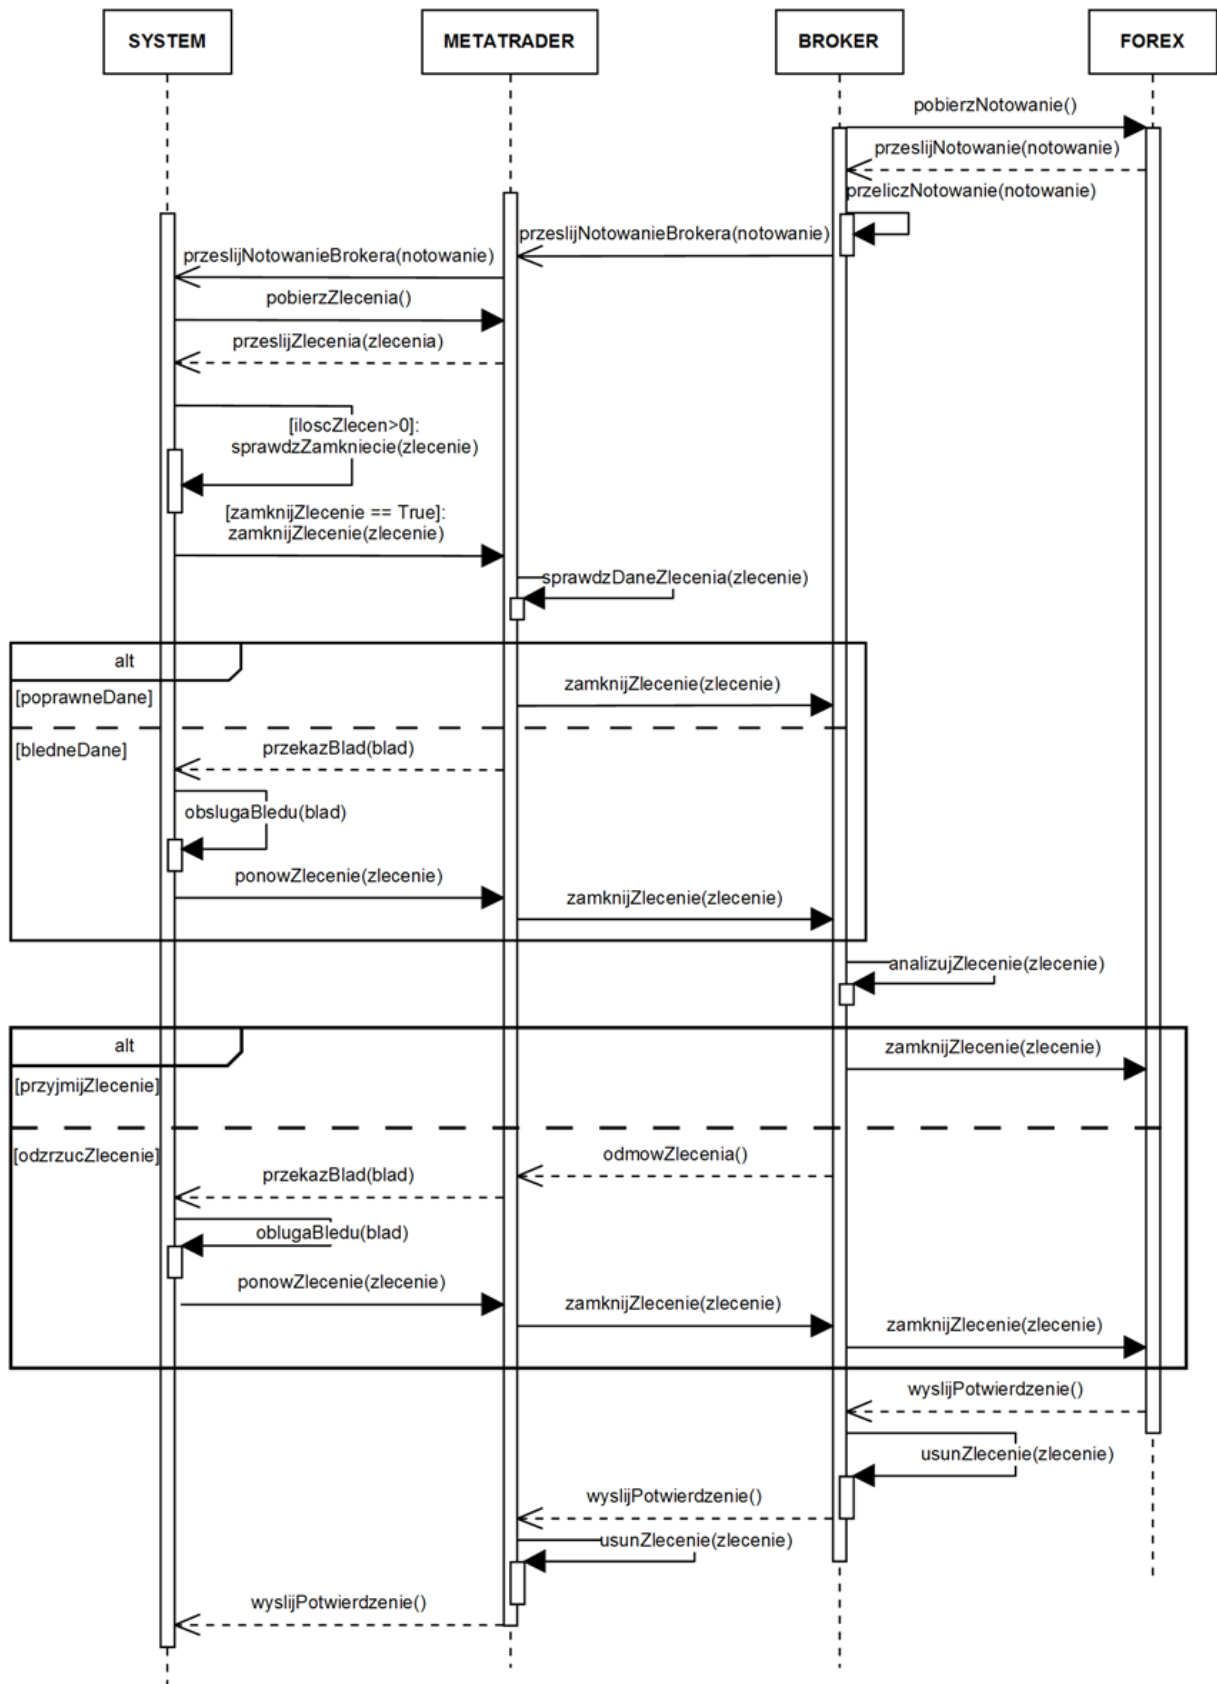 SYSTEM
METATRADER
BROKER
FOREX
pobierzNotowanie()
przeslijNotowanie(notowanie)
przeliczNotowanie(notowanie)
przeslijNotowanieBrokera(notowanie)
przeslijNotowanieBrokera(notowanie)
pobierzZlecenia()
przeslijZlecenia(zlecenia)
[iloscZlecen>0]:
sprawdzZamkniecie(zlecenie)
[zamknijZlecenie == True]:
zamknijZlecenie(zlecenie)
sprawdzDaneZlecenia(zlecenie)
alt
[poprawneDane]
zamknijZlecenie(zlecenie)
[bledneDane]
przekazBlad(blad)
obslugaBledu(blad)
ponowZlecenie(zlecenie)
zamknijZlecenie(zlecenie)
analizujZlecenie(zlecenie)
alt
zamknijZlecenie(zlecenie)
[przyjmijZlecenie]
[odzrzucZlecenie]
odmowZlecenia()
przekazBlad(blad)
oblugaBledu(blad)
ponowZlecenie(zlecenie)
zamknijZlecenie(zlecenie)
zamknijZlecenie(zlecenie)
wyslijPotwierdzenie()
usunZlecenie(zlecenie)
wyslijPotwierdzenie()
usunZlecenie(zlecenie)
wyslijPotwierdzenie()